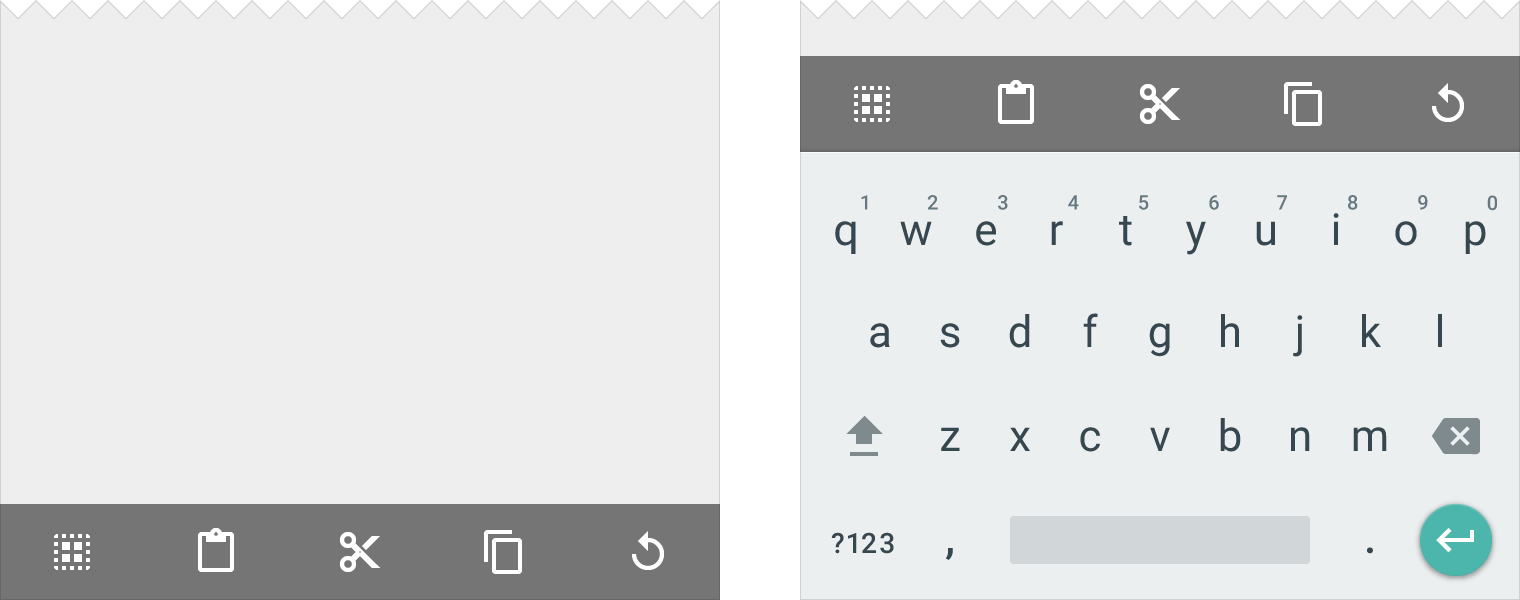 1 2 3 4 5 6 7 8 9 0
q w e r t y u i o p
a s d f g h j k l
z x c v b n m
?123 , .